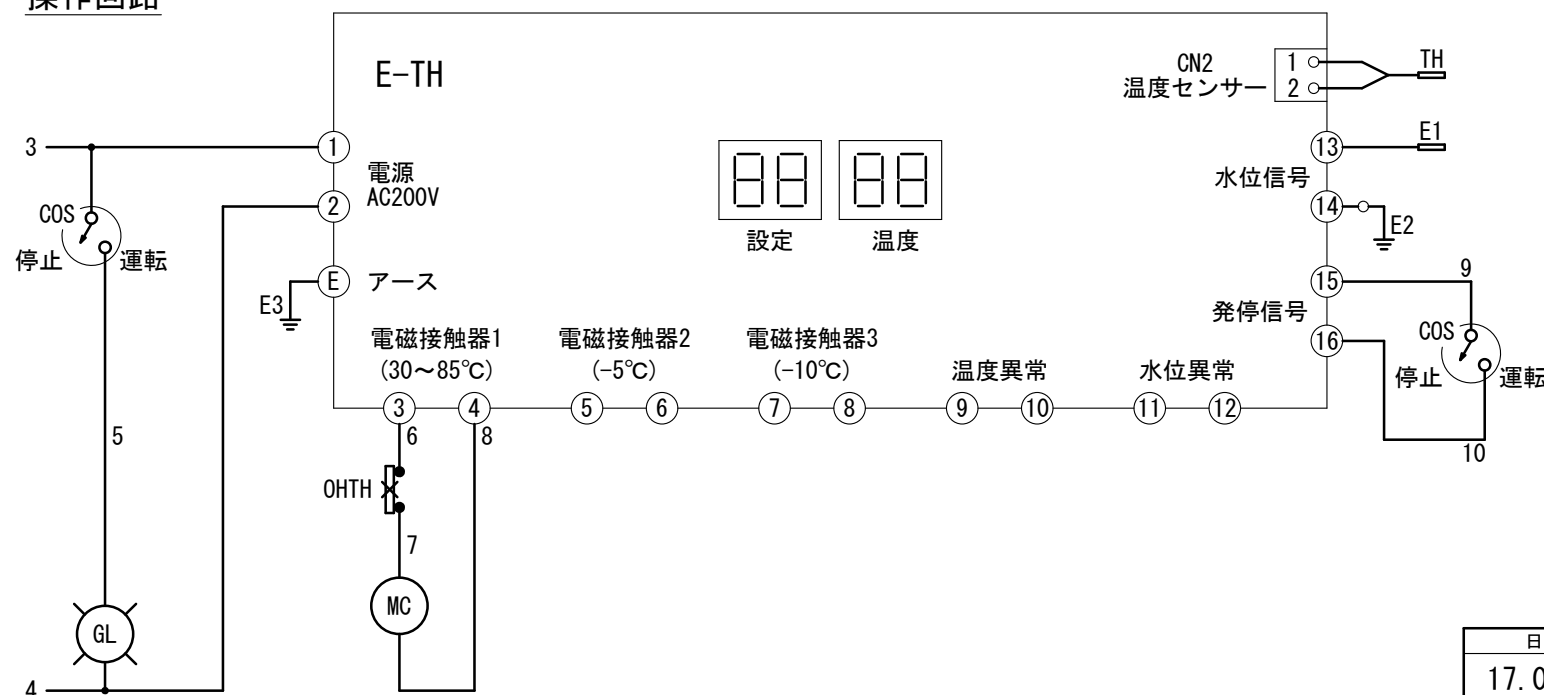 操作回路
E-TH
CN2
温度センサー
1
2
TH
3
1
電源
AC200V
2
COS
停止
運転
E
アース
E3
88
88
設定
温度
13
E1
水位信号
14
E2
15
9
発停信号
16
COS
停止
運転
10
電磁接触器1
(30～85℃)
電磁接触器2
(-5℃)
電磁接触器3
(-10℃)
温度異常
水位異常
3
4
5
6
7
8
9
10
11
12
5
6
8
OHTH
7
MC
GL
4
日
17.0